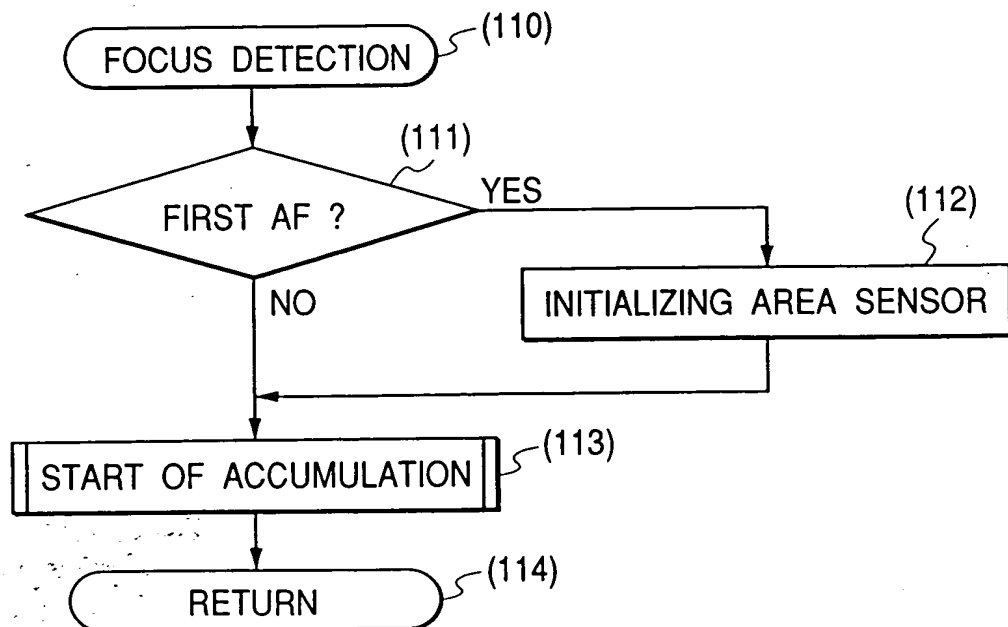 FOCUS DETECTION
(110)
(111)
FIRST AF ?
YES
(112)
INITIALIZING AREA SENSOR
NO
START OF ACCUMULATION
(113)
RETURN
(114)